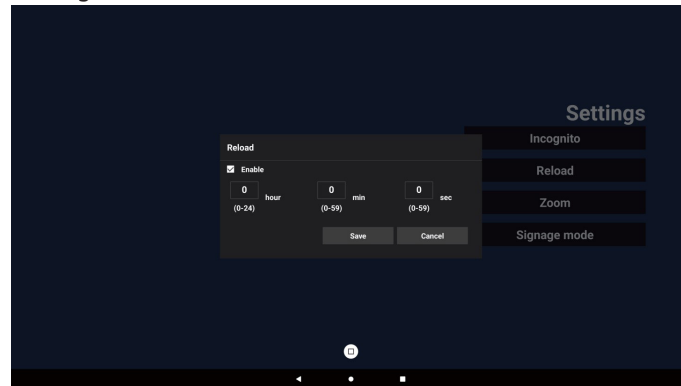 Settings
Incognito
Reload
Zoom
Signage mode
Reload
Enable
0 hour 0 min 0 sec
(0-24) (0-59) (0-59)
Save Cancel